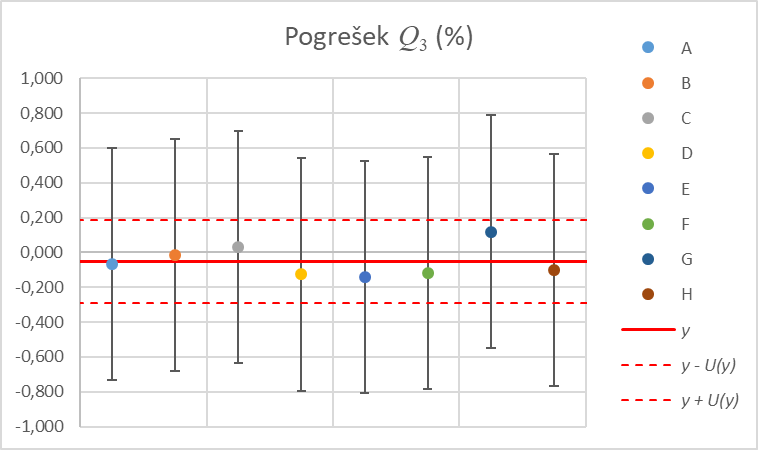 Pogrešek Q3 (%)
1,000
0,800
0,600
0,400
0,200
0,000
-0,200
-0,400
-0,600
-0,800
-1,000
A
B
C
D
E
F
G
H
y
y - U(y)
y + U(y)